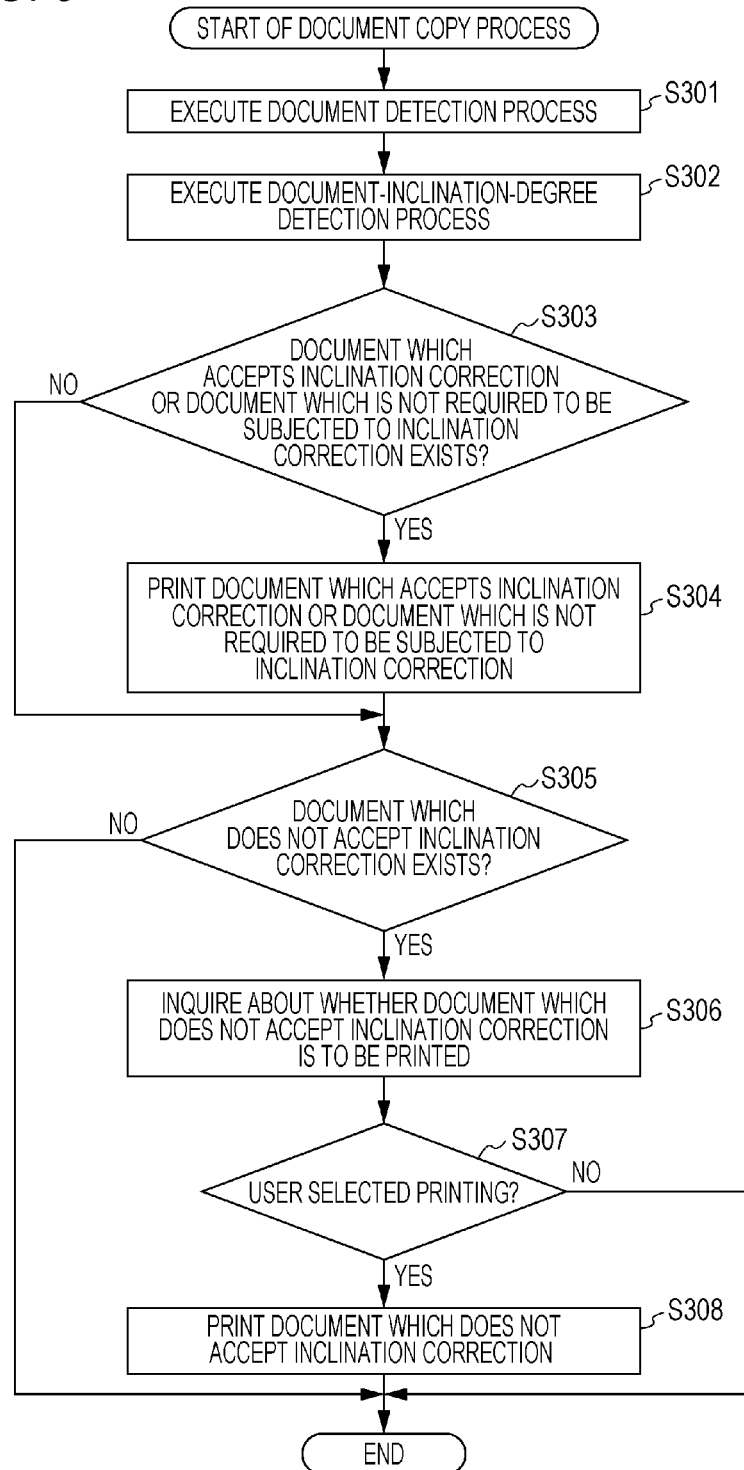 START OF DOCUMENT COPY PROCESS
EXECUTE DOCUMENT DETECTION PROCESS
S301
EXECUTE DOCUMENT-INCLINATION-DEGREE
DETECTION PROCESS
S302
S303
DOCUMENT WHICH
ACCEPTS INCLINATION CORRECTION
OR DOCUMENT WHICH IS NOT REQUIRED TO BE
SUBJECTED TO INCLINATION
CORRECTION EXISTS?
NO
YES
PRINT DOCUMENT WHICH ACCEPTS INCLINATION
CORRECTION OR DOCUMENT WHICH IS NOT
REQUIRED TO BE SUBJECTED TO
INCLINATION CORRECTION
S304
S305
DOCUMENT WHICH
DOES NOT ACCEPT INCLINATION
CORRECTION EXISTS?
NO
YES
INQUIRE ABOUT WHETHER DOCUMENT WHICH
DOES NOT ACCEPT INCLINATION CORRECTION
IS TO BE PRINTED
S306
S307
USER SELECTED PRINTING?
NO
YES
PRINT DOCUMENT WHICH DOES NOT
ACCEPT INCLINATION CORRECTION
S308
END